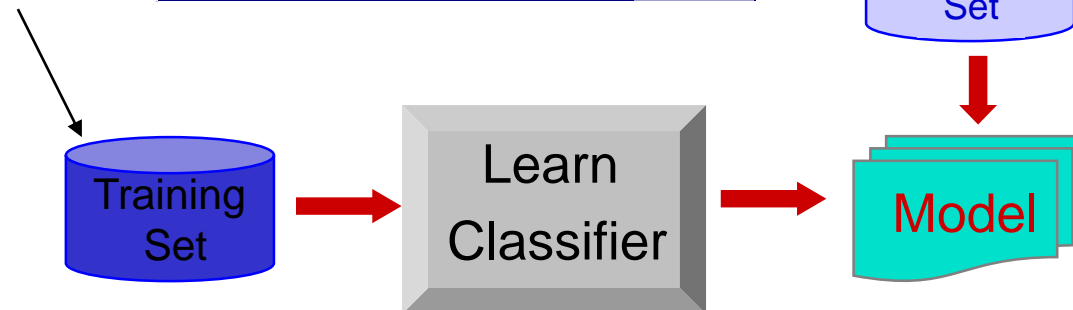 Set
Training
Set
Learn
Classifier
Model